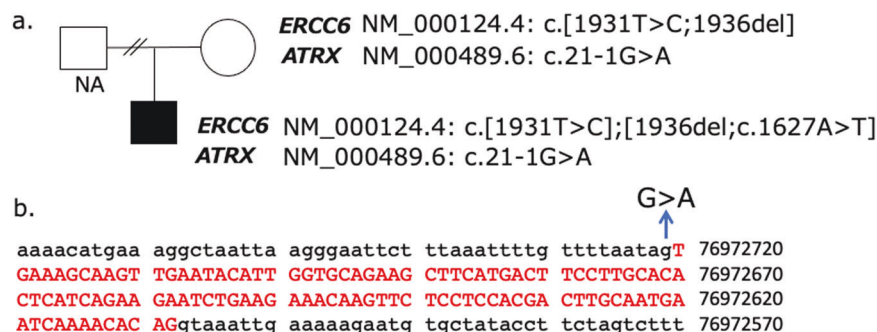 a.
ERCC6 NM_000124.4: c.[1931T>C;1936del]
ATRX NM_000489.6: c.21-1G>A
NA
ERCC6 NM_000124.4: c.[1931T>C];[1936del;c.1627A>T]
ATRX NM_000489.6: c.21-1G>A
b.
G>A
aaaacatgaa aggctaatta agggaattct ttaaattttg ttttaatagT 76972720
GAAAGCAAGT TGAATACATT GGTGCAGAAG CTTCATGACT TCCTTGCACA 76972670
CTCATCAGAA GAATCTGAAG AAACAAGTTC TCCTCCACGA CTTGCAATGA 76972620
ATCAAAACAC AGgtaaattg aaaaagaatg tgctatacct tctagtcttt 76972570